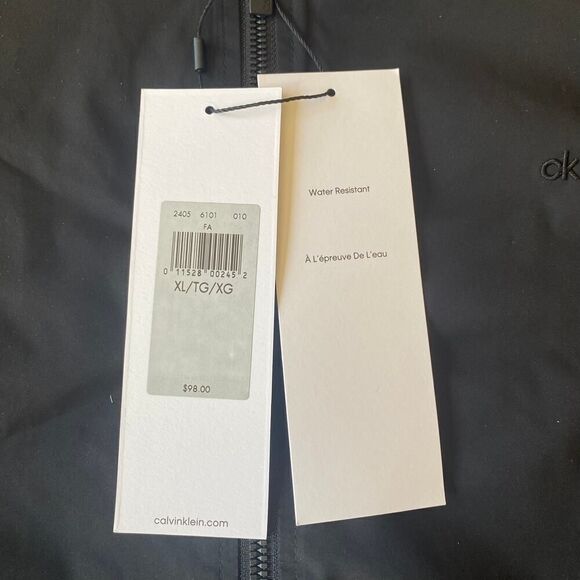 2405 6101 010
FA
0 11528 00245 2
XL/TG/XG
$98.00
calvinklein.com
Water Resistant
À L'épreuve De L'eau
ck